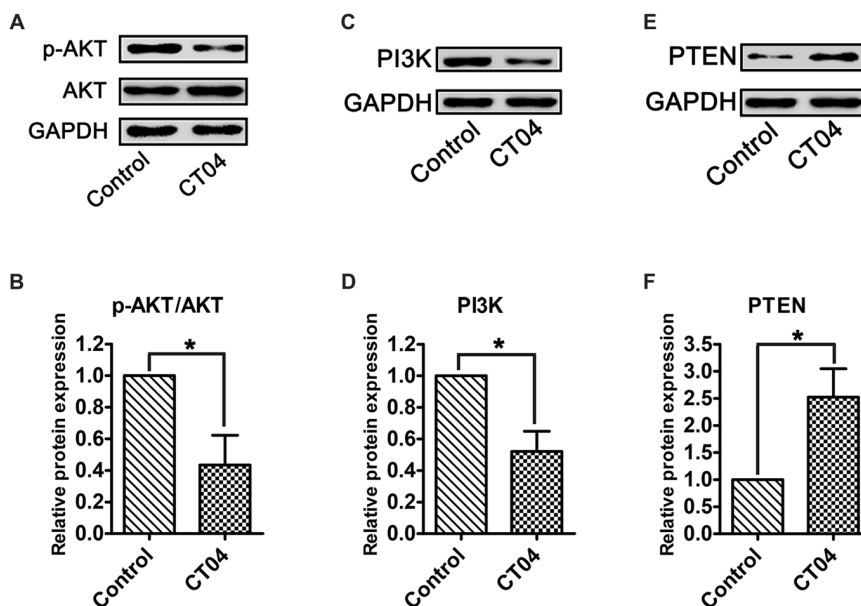 A
p-AKT
AKT
GAPDH
Control
CT04
C
PI3K
GAPDH
Control
CT04
E
PTEN
GAPDH
Control
CT04
B
p-AKT/AKT
Relative protein expression
1.2
1.0
0.8
0.6
0.4
0.2
0.0
*
Control
CT04
D
PI3K
Relative protein expression
1.2
1.0
0.8
0.6
0.4
0.2
0.0
*
Control
CT04
F
PTEN
Relative protein expression
3.5
3.0
2.5
2.0
1.5
1.0
0.5
0.0
*
Control
CT04